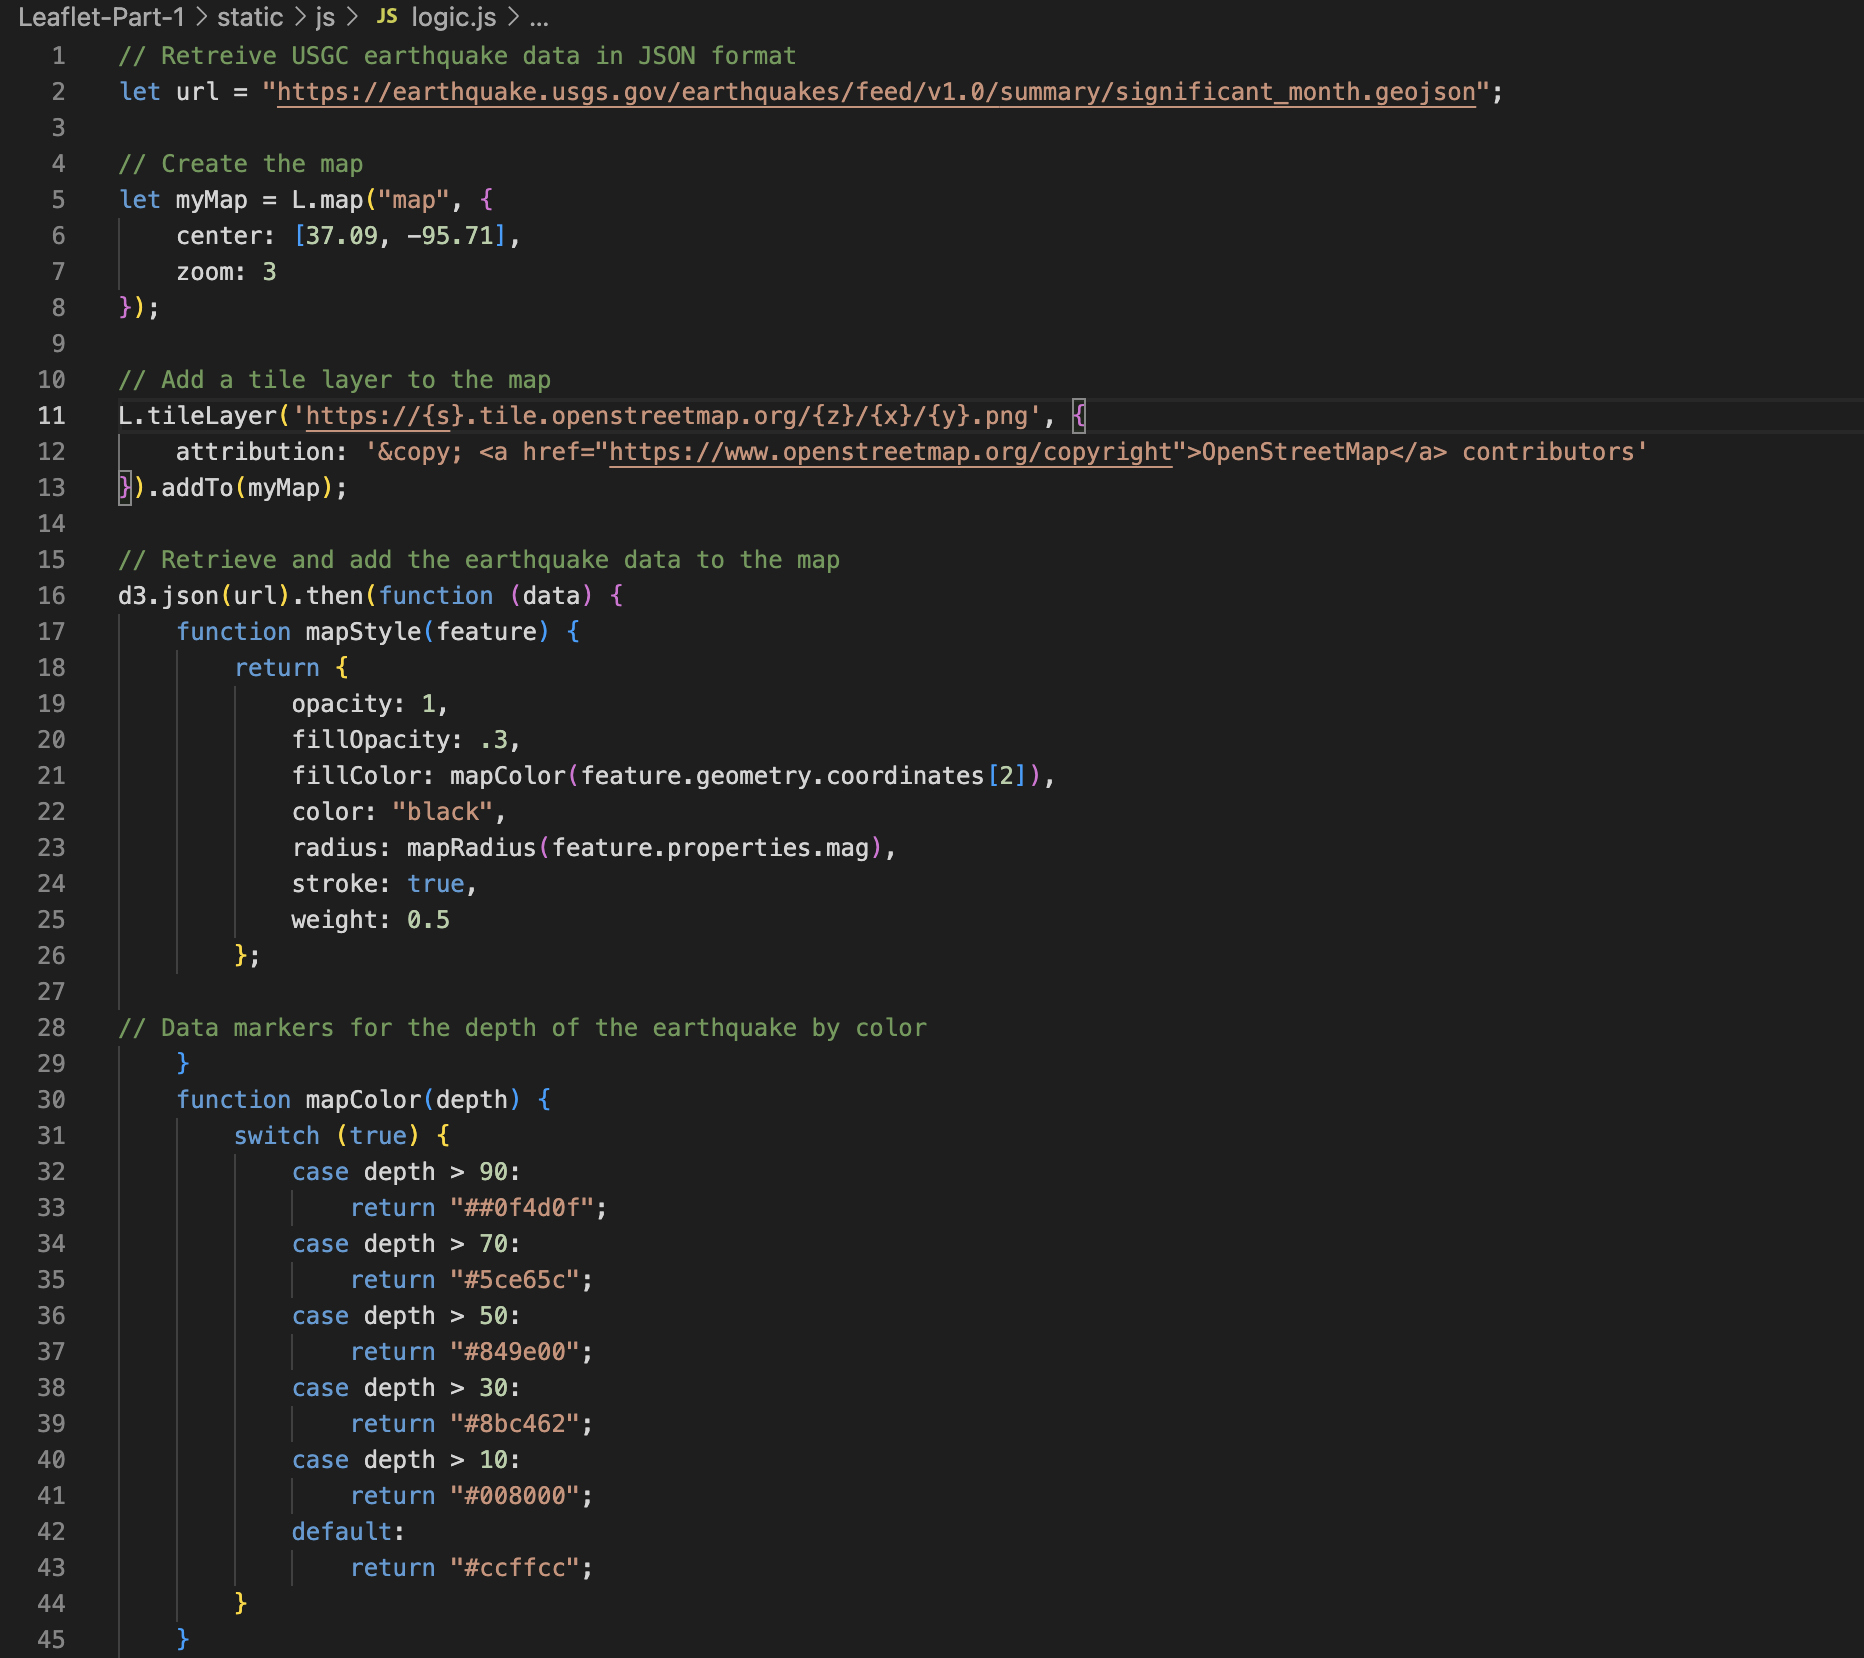 Leaflet-Part-1 > static > js > JS logic.js > ...
1 // Retreive USGC earthquake data in JSON format
2 let url = "https://earthquake.usgs.gov/earthquakes/feed/v1.0/summary/significant_month.geojson";
3
4 // Create the map
5 let myMap = L.map("map", {
6     center: [37.09, -95.71],
7     zoom: 3
8 });
9
10 // Add a tile layer to the map
11 L.tileLayer('https://{s}.tile.openstreetmap.org/{z}/{x}/{y}.png', {
12     attribution: '&copy; <a href="https://www.openstreetmap.org/copyright">OpenStreetMap</a> contributors'
13 }).addTo(myMap);
14
15 // Retrieve and add the earthquake data to the map
16 d3.json(url).then(function (data) {
17     function mapStyle(feature) {
18         return {
19             opacity: 1,
20             fillOpacity: .3,
21             fillColor: mapColor(feature.geometry.coordinates[2]),
22             color: "black",
23             radius: mapRadius(feature.properties.mag),
24             stroke: true,
25             weight: 0.5
26         };
27
28 // Data markers for the depth of the earthquake by color
29     }
30     function mapColor(depth) {
31         switch (true) {
32             case depth > 90:
33                 return "##0f4d0f";
34             case depth > 70:
35                 return "#5ce65c";
36             case depth > 50:
37                 return "#849e00";
38             case depth > 30:
39                 return "#8bc462";
40             case depth > 10:
41                 return "#008000";
42             default:
43                 return "#ccffcc";
44         }
45     }